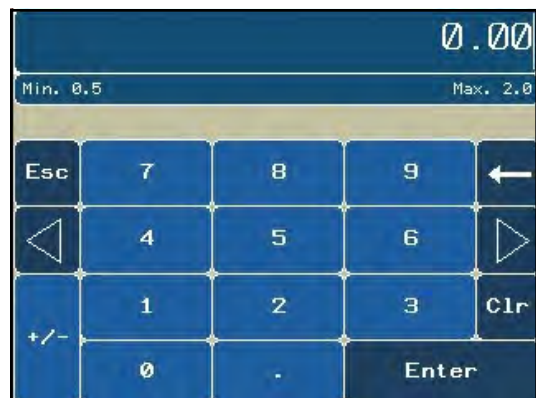 0.00
Min. 0.5 Max. 2.0
Esc 7 8 9
4 5 6
1 2 3 Clr
+/-
0 . Enter